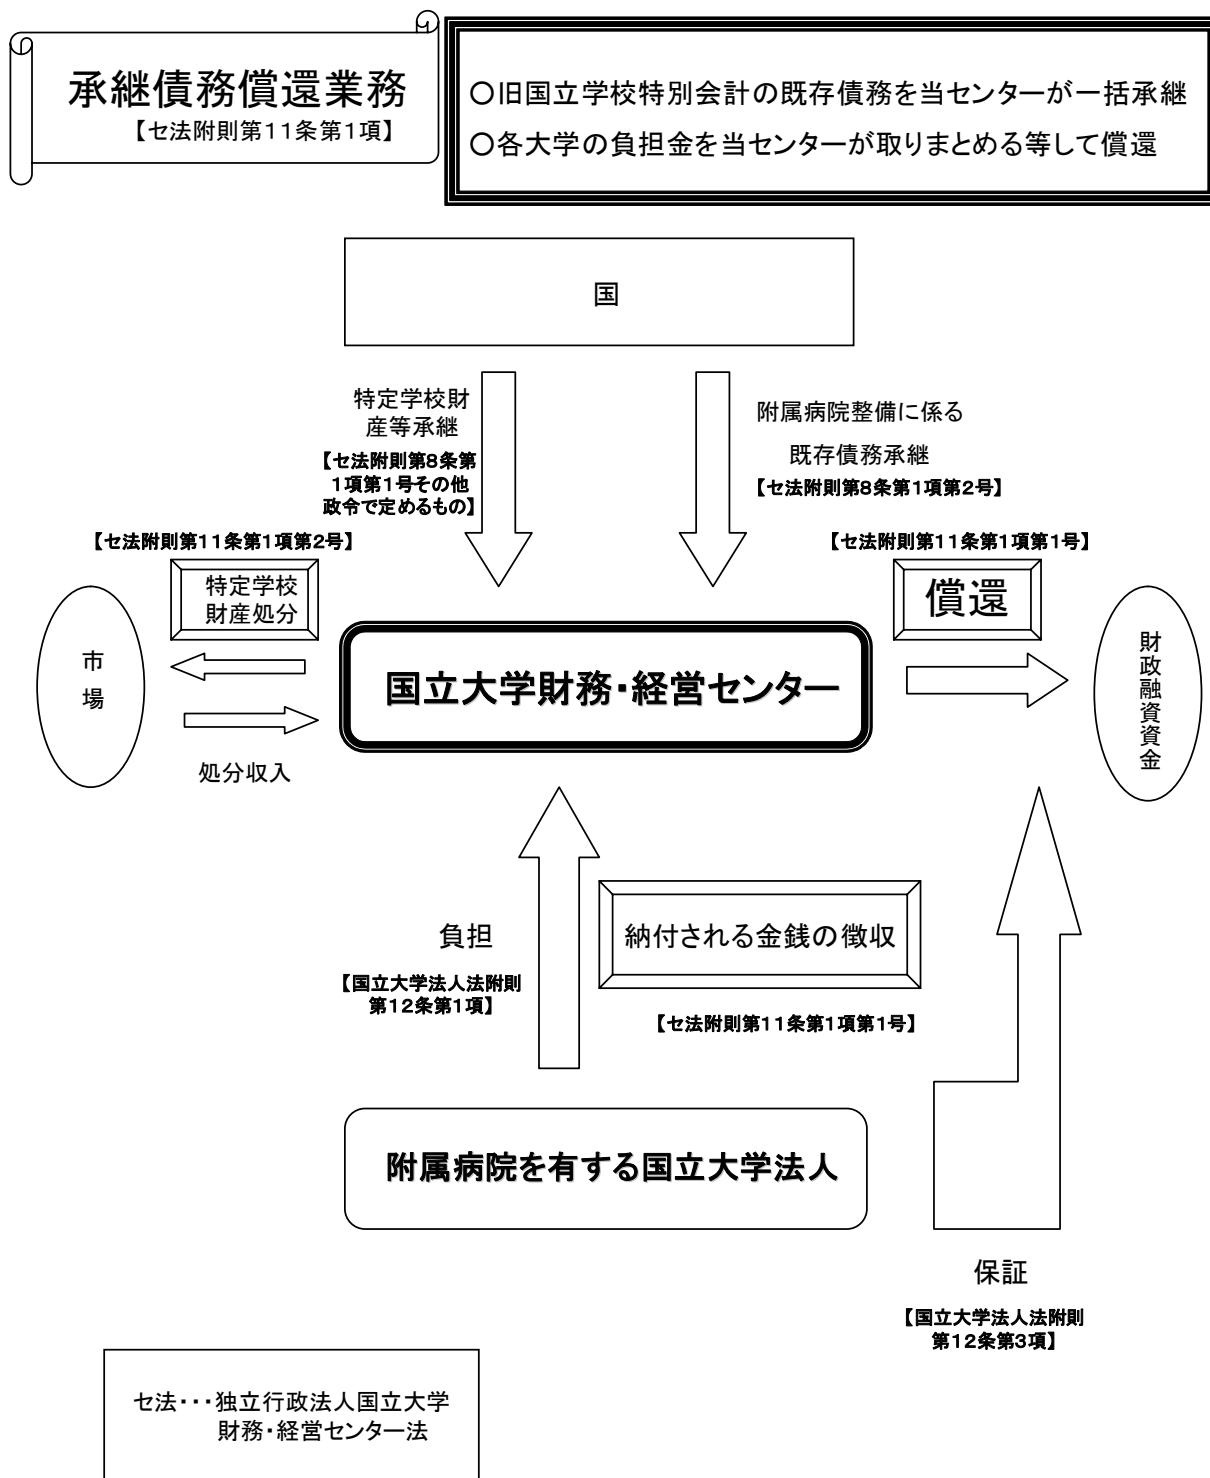 承継債務償還業務
【セ法附則第11条第1項】
○旧国立学校特別会計の既存債務を当センターが一括承継
○各大学の負担金を当センターが取りまとめる等して償還
国
特定学校財
産等承継
【セ法附則第8条第
1項第1号その他
政令で定めるもの】
附属病院整備に係る
既存債務承継
【セ法附則第8条第1項第2号】
【セ法附則第11条第1項第2号】
特定学校
財産処分
【セ法附則第11条第1項第1号】
償還
市
場
国立大学財務・経営センター
財政融資資金
処分収入
負担
【国立大学法人法附則
第12条第1項】
納付される金銭の徴収
【セ法附則第11条第1項第1号】
附属病院を有する国立大学法人
保証
【国立大学法人法附則
第12条第3項】
セ法・・・独立行政法人国立大学
財務・経営センター法